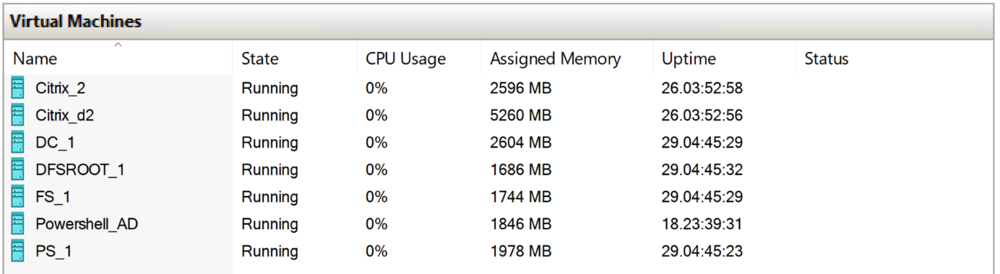 Virtual Machines
Name State CPU Usage Assigned Memory Uptime Status
Citrix_2 Running 0% 2596 MB 26.03:52:58
Citrix_d2 Running 0% 5260 MB 26.03:52:56
DC_1 Running 0% 2604 MB 29.04:45:29
DFSROOT_1 Running 0% 1686 MB 29.04:45:32
FS_1 Running 0% 1744 MB 29.04:45:29
Powershell_AD Running 0% 1846 MB 18.23:39:31
PS_1 Running 0% 1978 MB 29.04:45:23